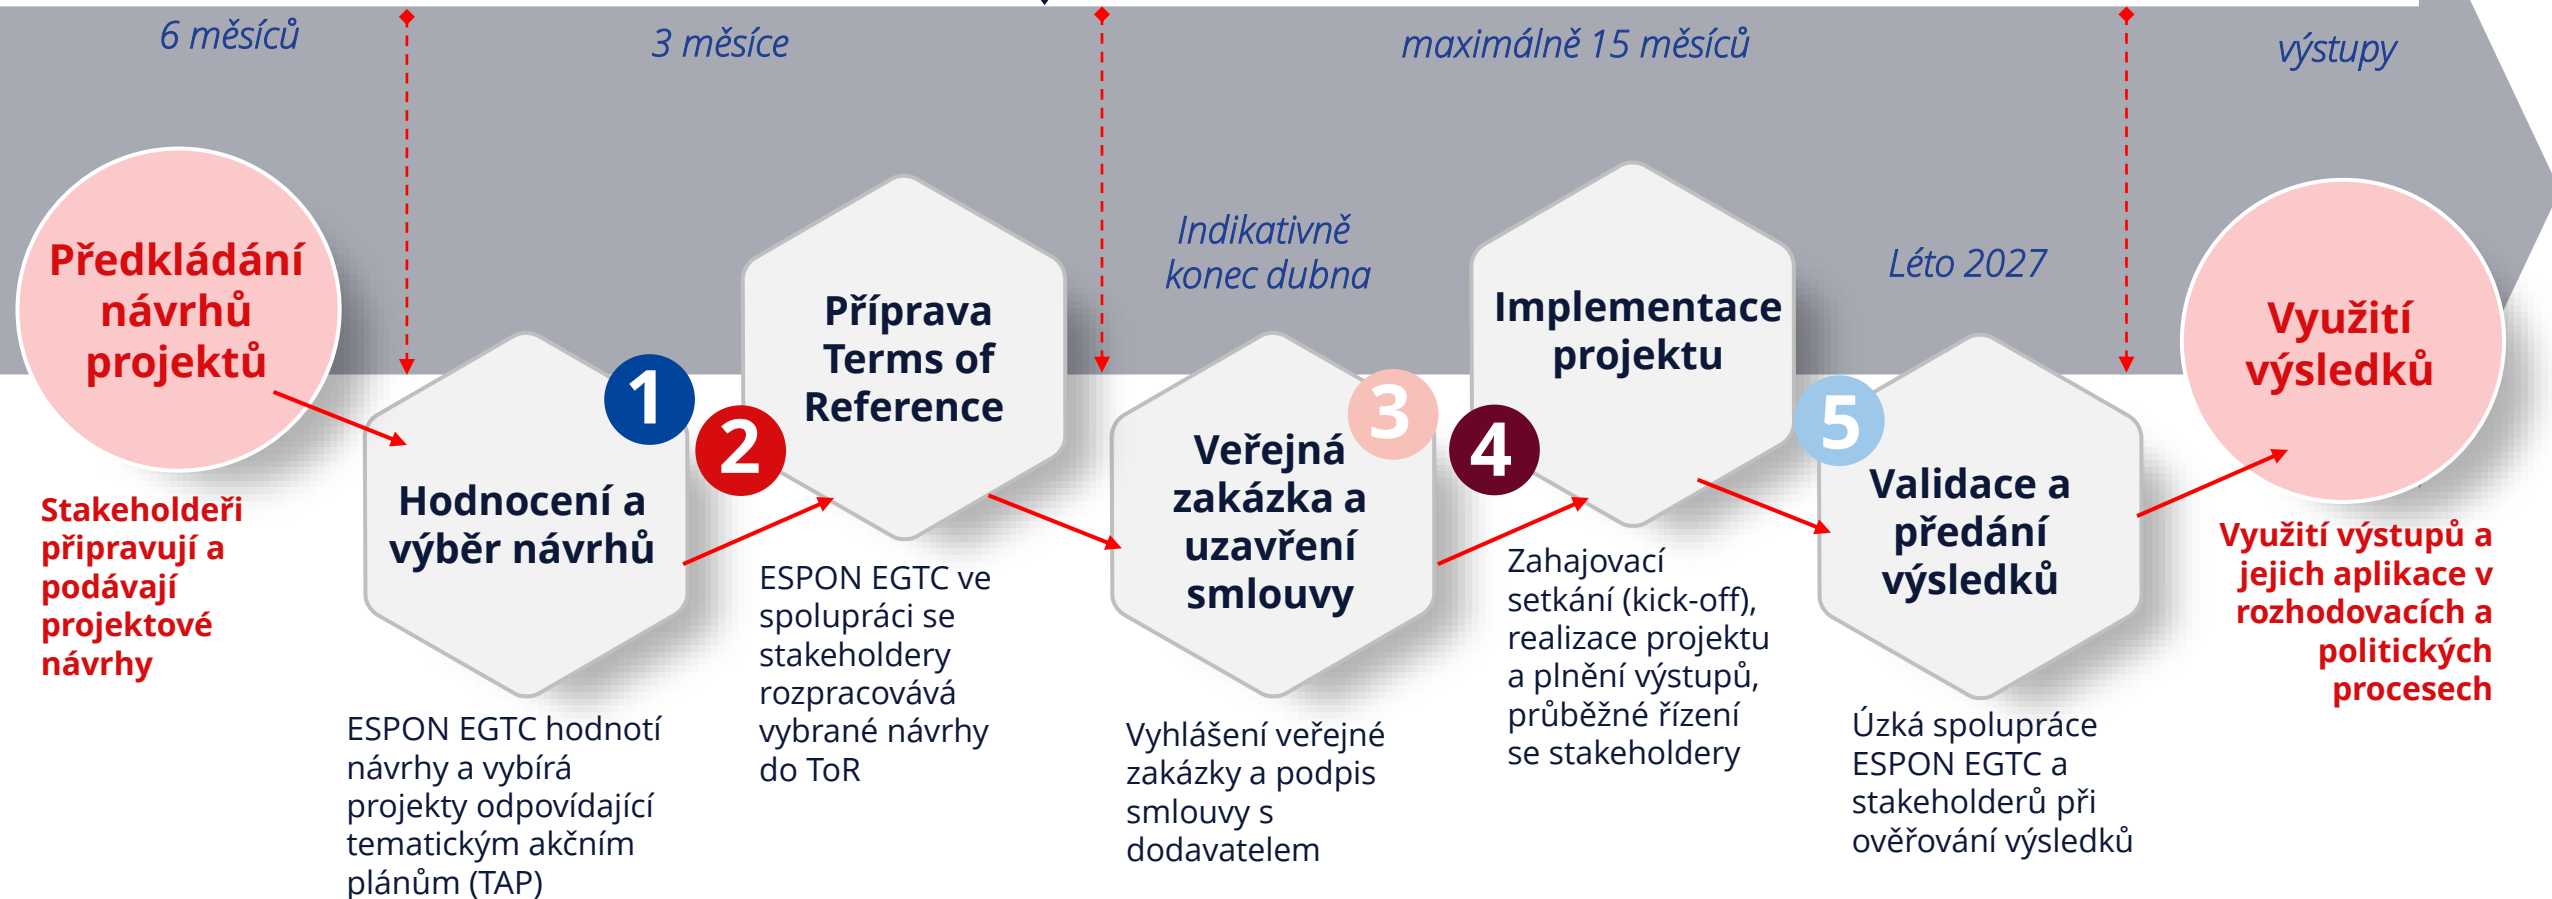 6 měsíců
3 měsíce
maximálně 15 měsíců
výstupy
Předkládání
návrhů
projektů
Stakeholdeři
připravují a
podávají
projektové
návrhy
1
Hodnocení a
výběr návrhů
ESPON EGTC hodnotí
návrhy a vybírá
projekty odpovídající
tematickým akčním
plánům (TAP)
2
Příprava
Terms of
Reference
ESPON EGTC ve
spolupráci se
stakeholdery
rozpracovává
vybrané návrhy
do ToR
Indikativně
konec dubna
3
Veřejná
zakázka a
uzavření
smlouvy
Vyhlášení veřejné
zakázky a podpis
smlouvy s
dodavatelem
4
Implementace
projektu
Zahajovací
setkání (kick-off),
realizace projektu
a plnění výstupů,
průběžné řízení
se stakeholdery
Léto 2027
5
Validace a
předání
výsledků
Úzká spolupráce
ESPON EGTC a
stakeholderů při
ověřování výsledků
Využití
výsledků
Využití výstupů a
jejich aplikace v
rozhodovacích a
politických
procesech